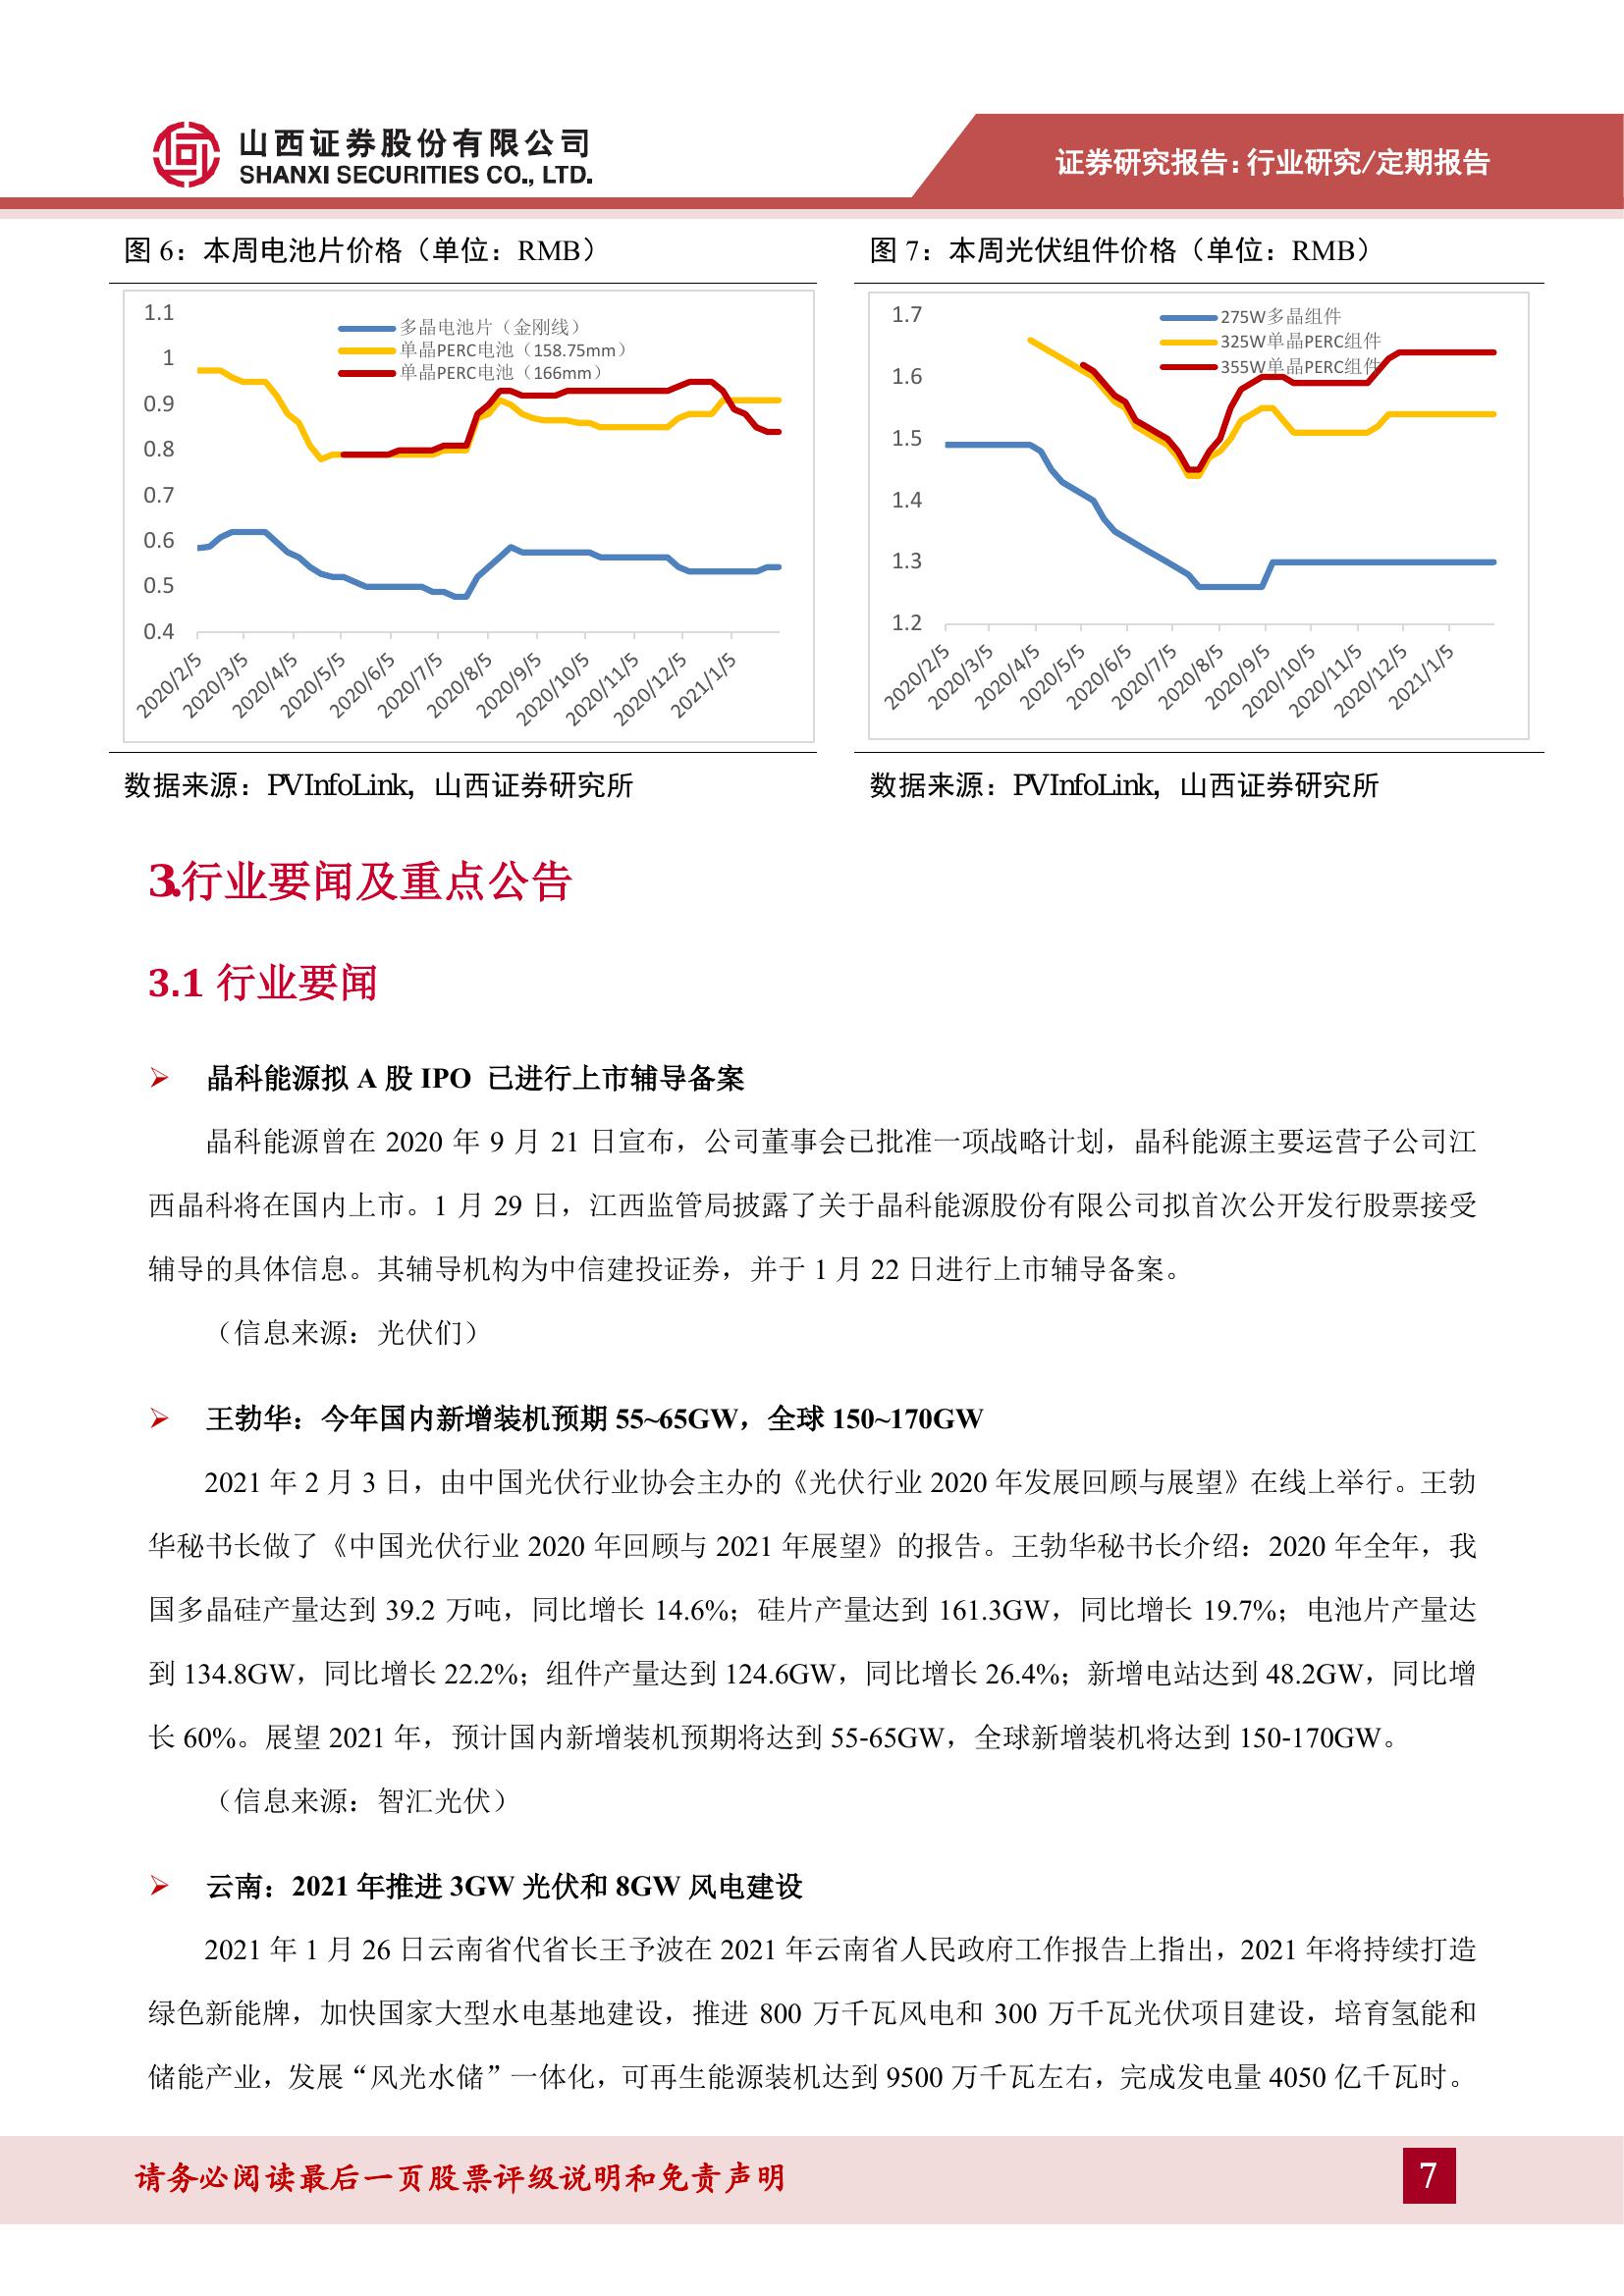 山西证券股份有限公司
SHANXI SECURITIES CO., LTD.
证券研究报告:行业研究/定期报告
图 6：本周电池片价格（单位：RMB）
1.1
1
0.9
0.8
0.7
0.6
0.5
0.4
多晶电池片（金刚线）
单晶PERC电池（158.75mm）
单晶PERC电池（166mm）
2020/2/5
2020/3/5
2020/4/5
2020/5/5
2020/6/5
2020/7/5
2020/8/5
2020/9/5
2020/10/5
2020/11/5
2020/12/5
2021/1/5
数据来源：PVInfoLink，山西证券研究所
图 7：本周光伏组件价格（单位：RMB）
1.7
1.6
1.5
1.4
1.3
1.2
275W多晶组件
325W单晶PERC组件
355W单晶PERC组件
2020/2/5
2020/3/5
2020/4/5
2020/5/5
2020/6/5
2020/7/5
2020/8/5
2020/9/5
2020/10/5
2020/11/5
2020/12/5
2021/1/5
数据来源：PVInfoLink，山西证券研究所
3.行业要闻及重点公告
3.1 行业要闻
➢ 晶科能源拟 A 股 IPO 已进行上市辅导备案
晶科能源曾在 2020 年 9 月 21 日宣布，公司董事会已批准一项战略计划，晶科能源主要运营子公司江
西晶科将在国内上市。1 月 29 日，江西监管局披露了关于晶科能源股份有限公司拟首次公开发行股票接受
辅导的具体信息。其辅导机构为中信建投证券，并于 1 月 22 日进行上市辅导备案。
（信息来源：光伏们）
➢ 王勃华：今年国内新增装机预期 55~65GW，全球 150~170GW
2021 年 2 月 3 日，由中国光伏行业协会主办的《光伏行业 2020 年发展回顾与展望》在线上举行。王勃
华秘书长做了《中国光伏行业 2020 年回顾与 2021 年展望》的报告。王勃华秘书长介绍：2020 年全年，我
国多晶硅产量达到 39.2 万吨，同比增长 14.6%；硅片产量达到 161.3GW，同比增长 19.7%；电池片产量达
到 134.8GW，同比增长 22.2%；组件产量达到 124.6GW，同比增长 26.4%；新增电站达到 48.2GW，同比增
长 60%。展望 2021 年，预计国内新增装机预期将达到 55-65GW，全球新增装机将达到 150-170GW。
（信息来源：智汇光伏）
➢ 云南：2021 年推进 3GW 光伏和 8GW 风电建设
2021 年 1 月 26 日云南省代省长王予波在 2021 年云南省人民政府工作报告上指出，2021 年将持续打造
绿色新能牌，加快国家大型水电基地建设，推进 800 万千瓦风电和 300 万千瓦光伏项目建设，培育氢能和
储能产业，发展“风光水储”一体化，可再生能源装机达到 9500 万千瓦左右，完成发电量 4050 亿千瓦时。
请务必阅读最后一页股票评级说明和免责声明
7